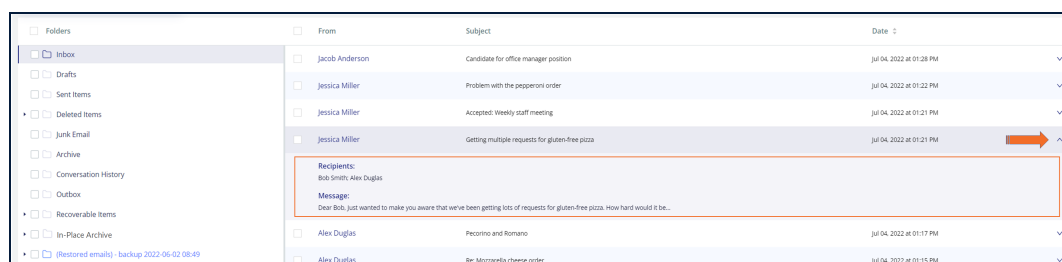 Folders
Inbox
Drafts
Sent Items
Deleted Items
Junk Email
Archive
Conversation History
Outbox
Recoverable Items
In-Place Archive
(Restored emails) - backup 2022-06-02 08:49
From Subject Date
Jacob Anderson Candidate for office manager position Jul 04, 2022 at 01:28 PM
Jessica Miller Problem with the pepperoni order Jul 04, 2022 at 01:22 PM
Jessica Miller Accepted: Weekly staff meeting Jul 04, 2022 at 01:21 PM
Jessica Miller Getting multiple requests for gluten-free pizza Jul 04, 2022 at 01:21 PM
Recipients:
Bob Smith; Alex Duglas
Message:
Dear Bob, Just wanted to make you aware that we've been getting lots of requests for gluten-free pizza. How hard would it be...
Alex Duglas Pecorino and Romano Jul 04, 2022 at 01:17 PM
Alex Duglas Re: Mozzarella cheese order Jul 04, 2022 at 01:15 PM